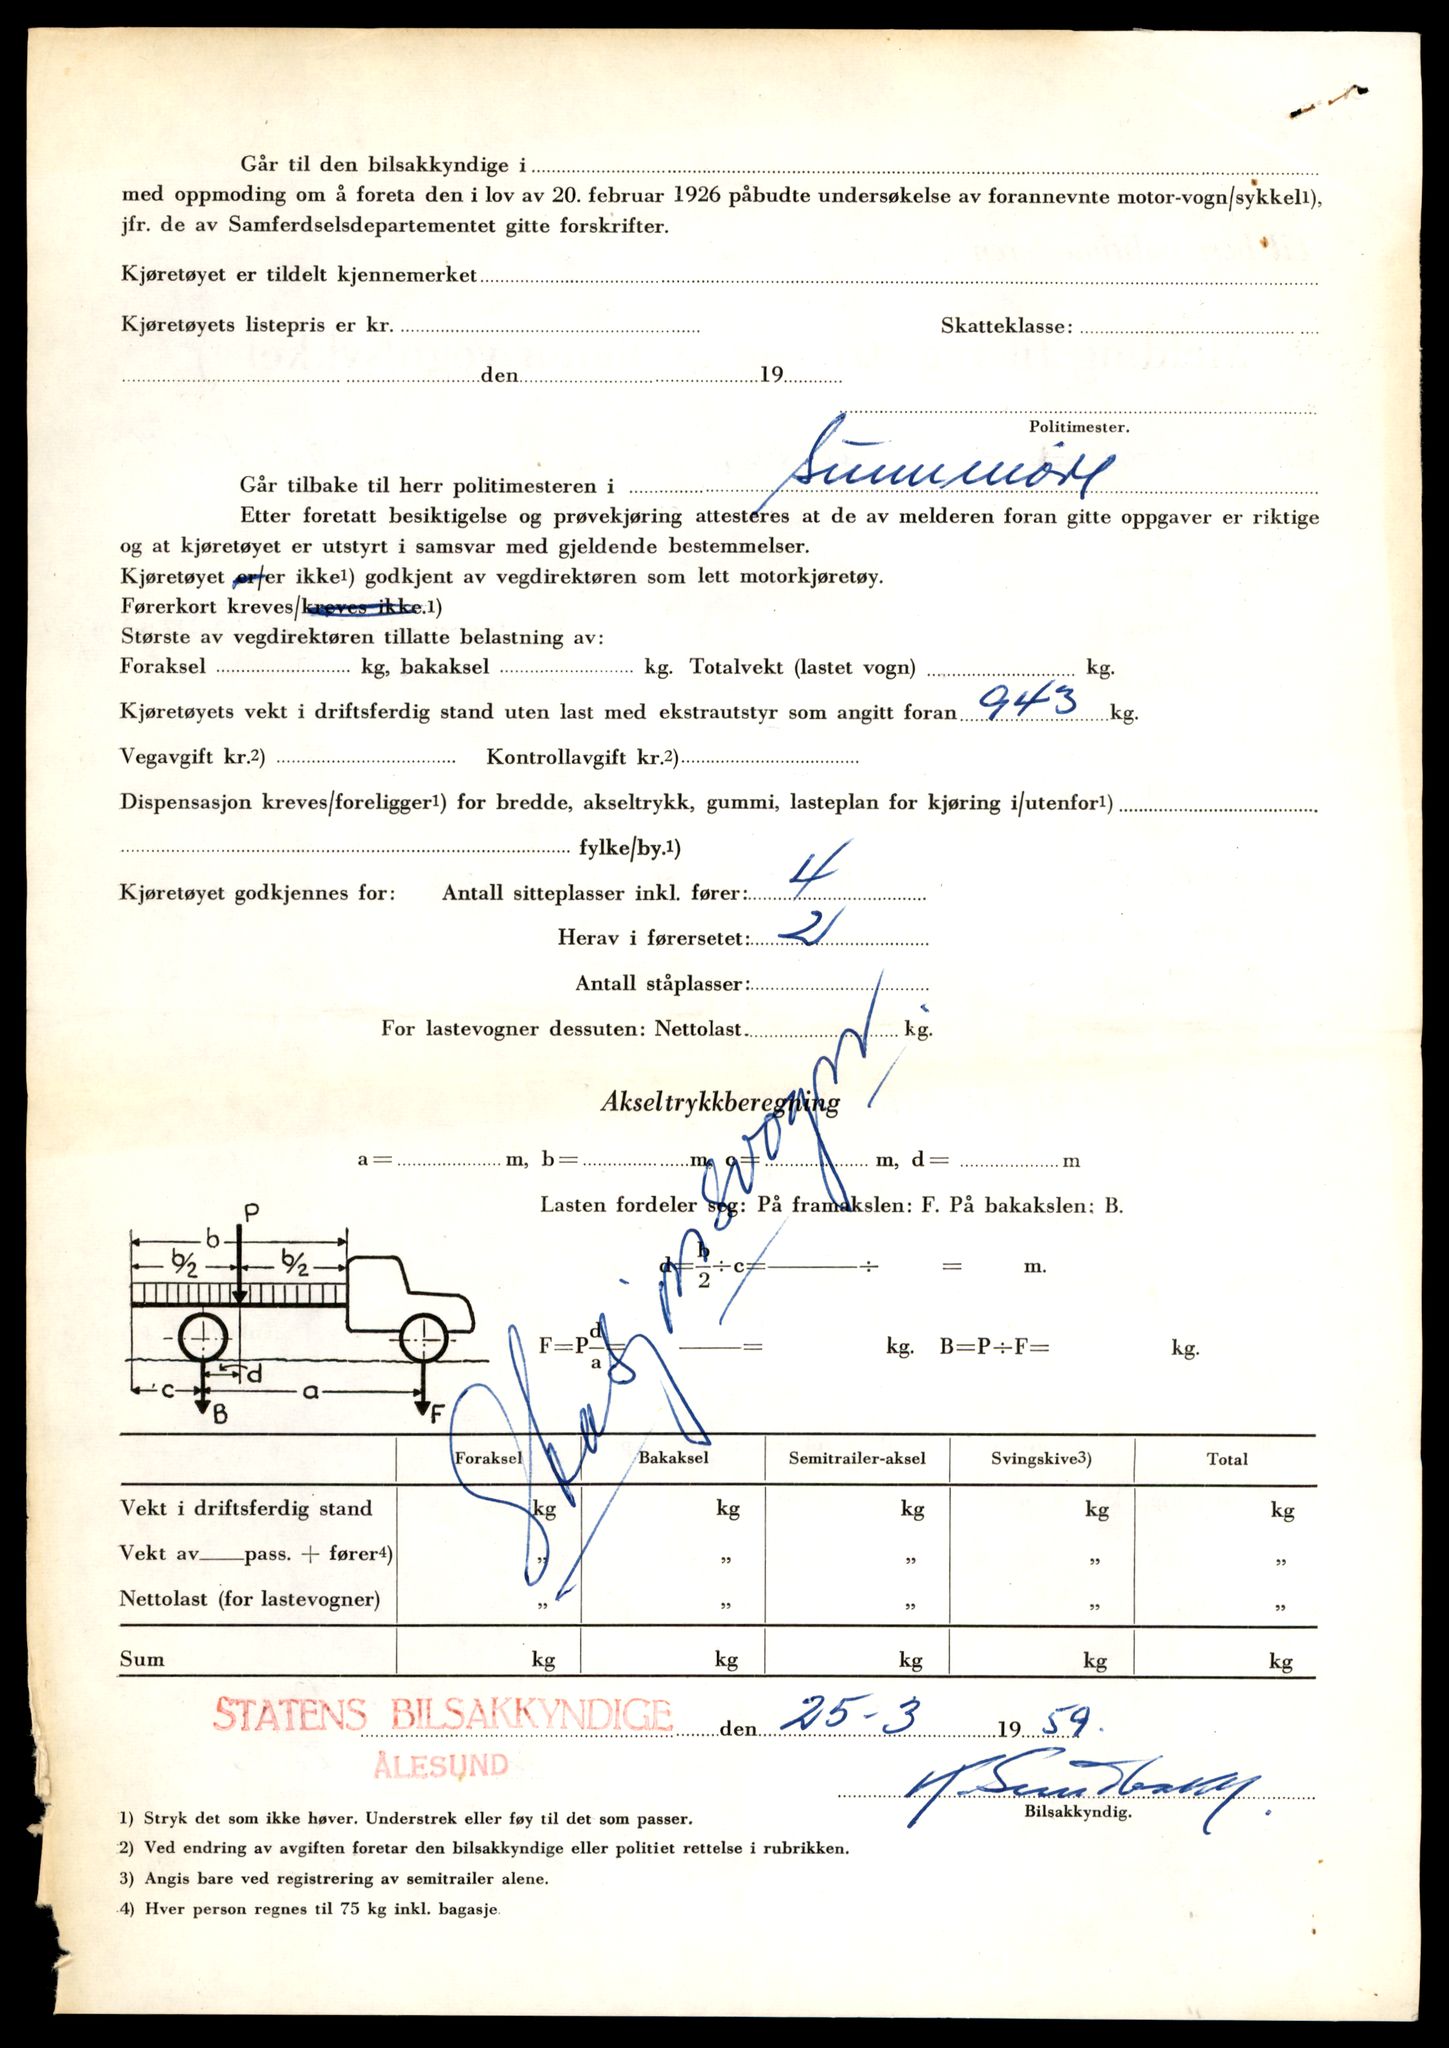 Går til den bilsakkyndige i
med oppmoding om å foreta den i lov av 20. februar 1926 påbudte undersøkelse av forannevnte motor-vogn/sykkel1),
jfr. de av Samferdselsdepartementet gitte forskrifter.
Kjøretøyet er tildelt kjennemerket
Kjøretøyets listepris er kr. Skatteklasse:
den 19
Politimester.
Går tilbake til herr politimesteren i Sunnmöre
Etter foretatt besiktigelse og prøvekjøring attesteres at de av melderen foran gitte oppgaver er riktige
og at kjøretøyet er utstyrt i samsvar med gjeldende bestemmelser.
Kjøretøyet er/er ikke1) godkjent av vegdirektøren som lett motorkjøretøy.
Førerkort kreves/kreves ikke.1)
Største av vegdirektøren tillatte belastning av:
Foraksel kg, bakaksel kg. Totalvekt (lastet vogn) kg.
Kjøretøyets vekt i driftsferdig stand uten last med ekstrautstyr som angitt foran 943 kg.
Vegavgift kr.2) Kontrollavgift kr.2)
Dispensasjon kreves/foreligger1) for bredde, akseltrykk, gummi, lasteplan for kjøring i/utenfor1)
fylke/by.1)
Kjøretøyet godkjennes for: Antall sitteplasser inkl. fører: 4
Herav i førersetet: 2
Antall ståplasser:
For lastevogner dessuten: Nettolast kg.
Akseltrykkberegning
a = m, b = m, c = m, d = m
Lasten fordeler seg: På framakslen: F. På bakakslen: B.
P
b
b/2 b/2
d = b/2 ÷ c = ÷ = m.
F = P d/a = = kg. B = P ÷ F = kg.
d
c a
B F
Foraksel Bakaksel Semitrailer-aksel Svingskive3) Total
Vekt i driftsferdig stand kg kg kg kg kg
Vekt av pass. + fører4) „ „ „ „ „
Nettolast (for lastevogner) „ „ „ „ „
Sum kg kg kg kg kg
STATENS BILSAKKYNDIGE den 25-3 1959.
ÅLESUND
Bilsakkyndig.
1) Stryk det som ikke høver. Understrek eller føy til det som passer.
2) Ved endring av avgiften foretar den bilsakkyndige eller politiet rettelse i rubrikken.
3) Angis bare ved registrering av semitrailer alene.
4) Hver person regnes til 75 kg inkl. bagasje.